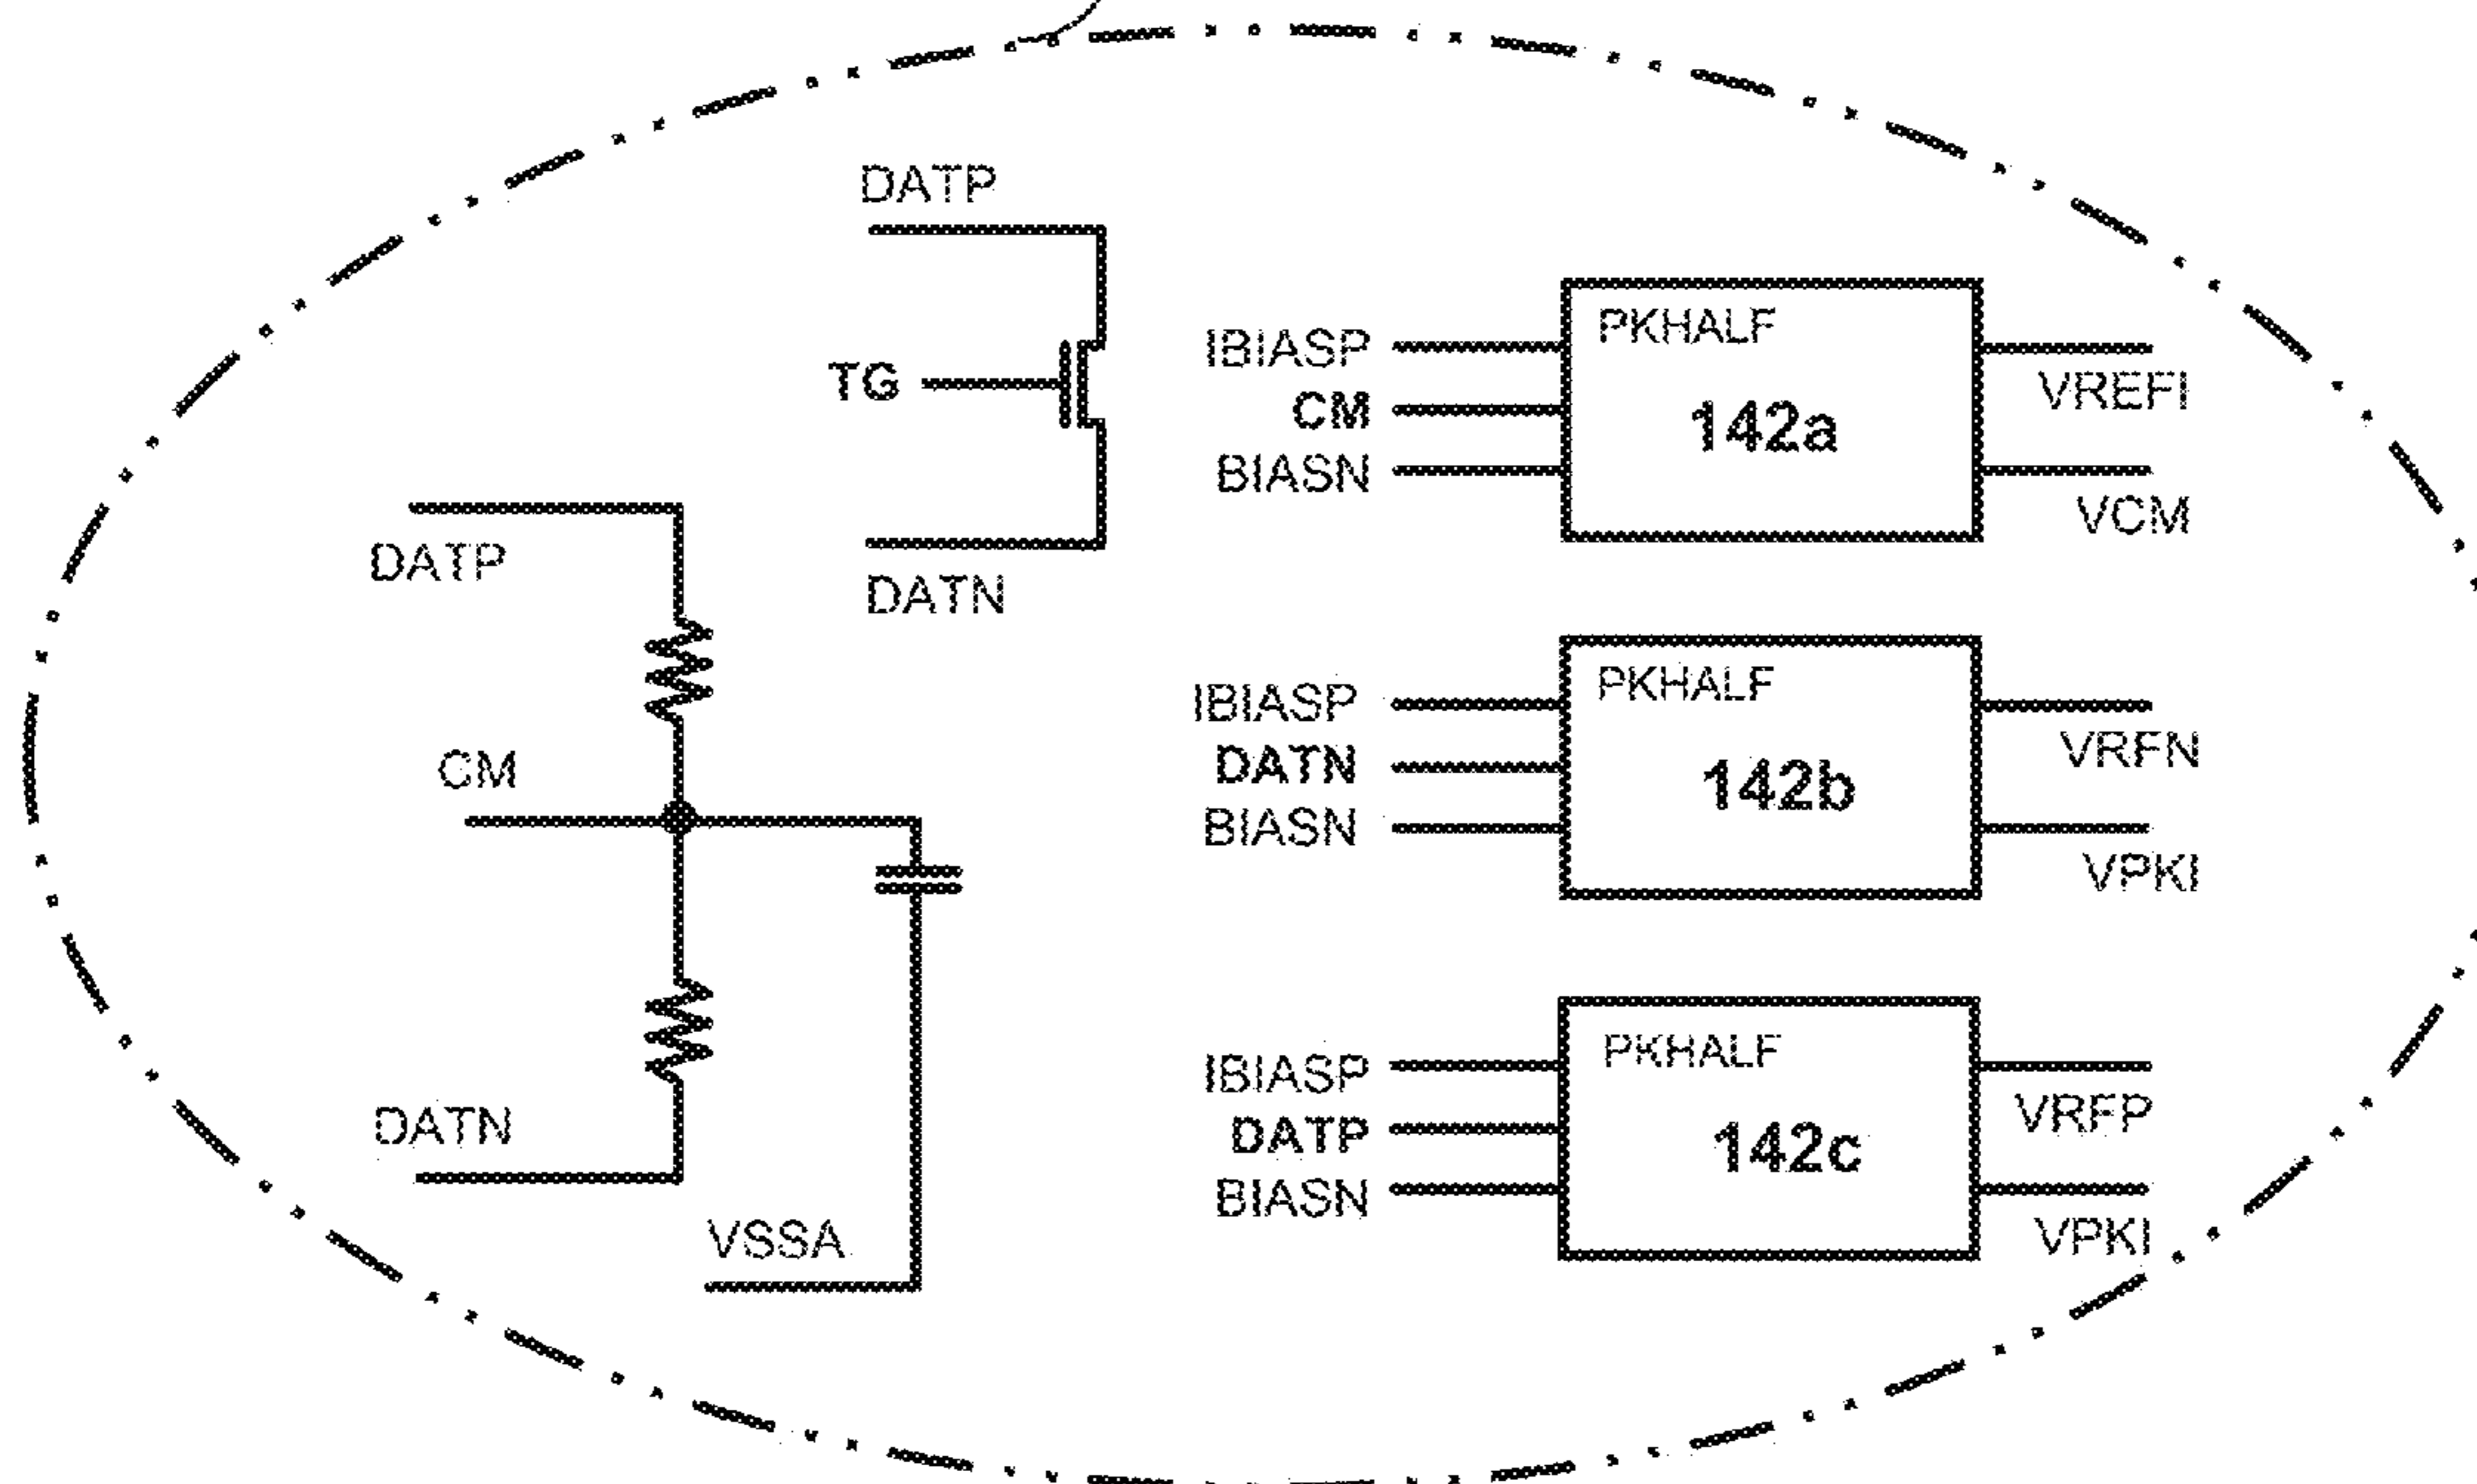 DATP
TG
DATN
DATP
CM
DATN
VSSA
PKHALF
IBIASP
CM
BIASN
142a
VREFI
VCM
PKHALF
IBIASP
DATN
BIASN
142b
VRFN
VPKI
PKHALF
IBIASP
DATP
BIASN
142c
VRFP
VPKI